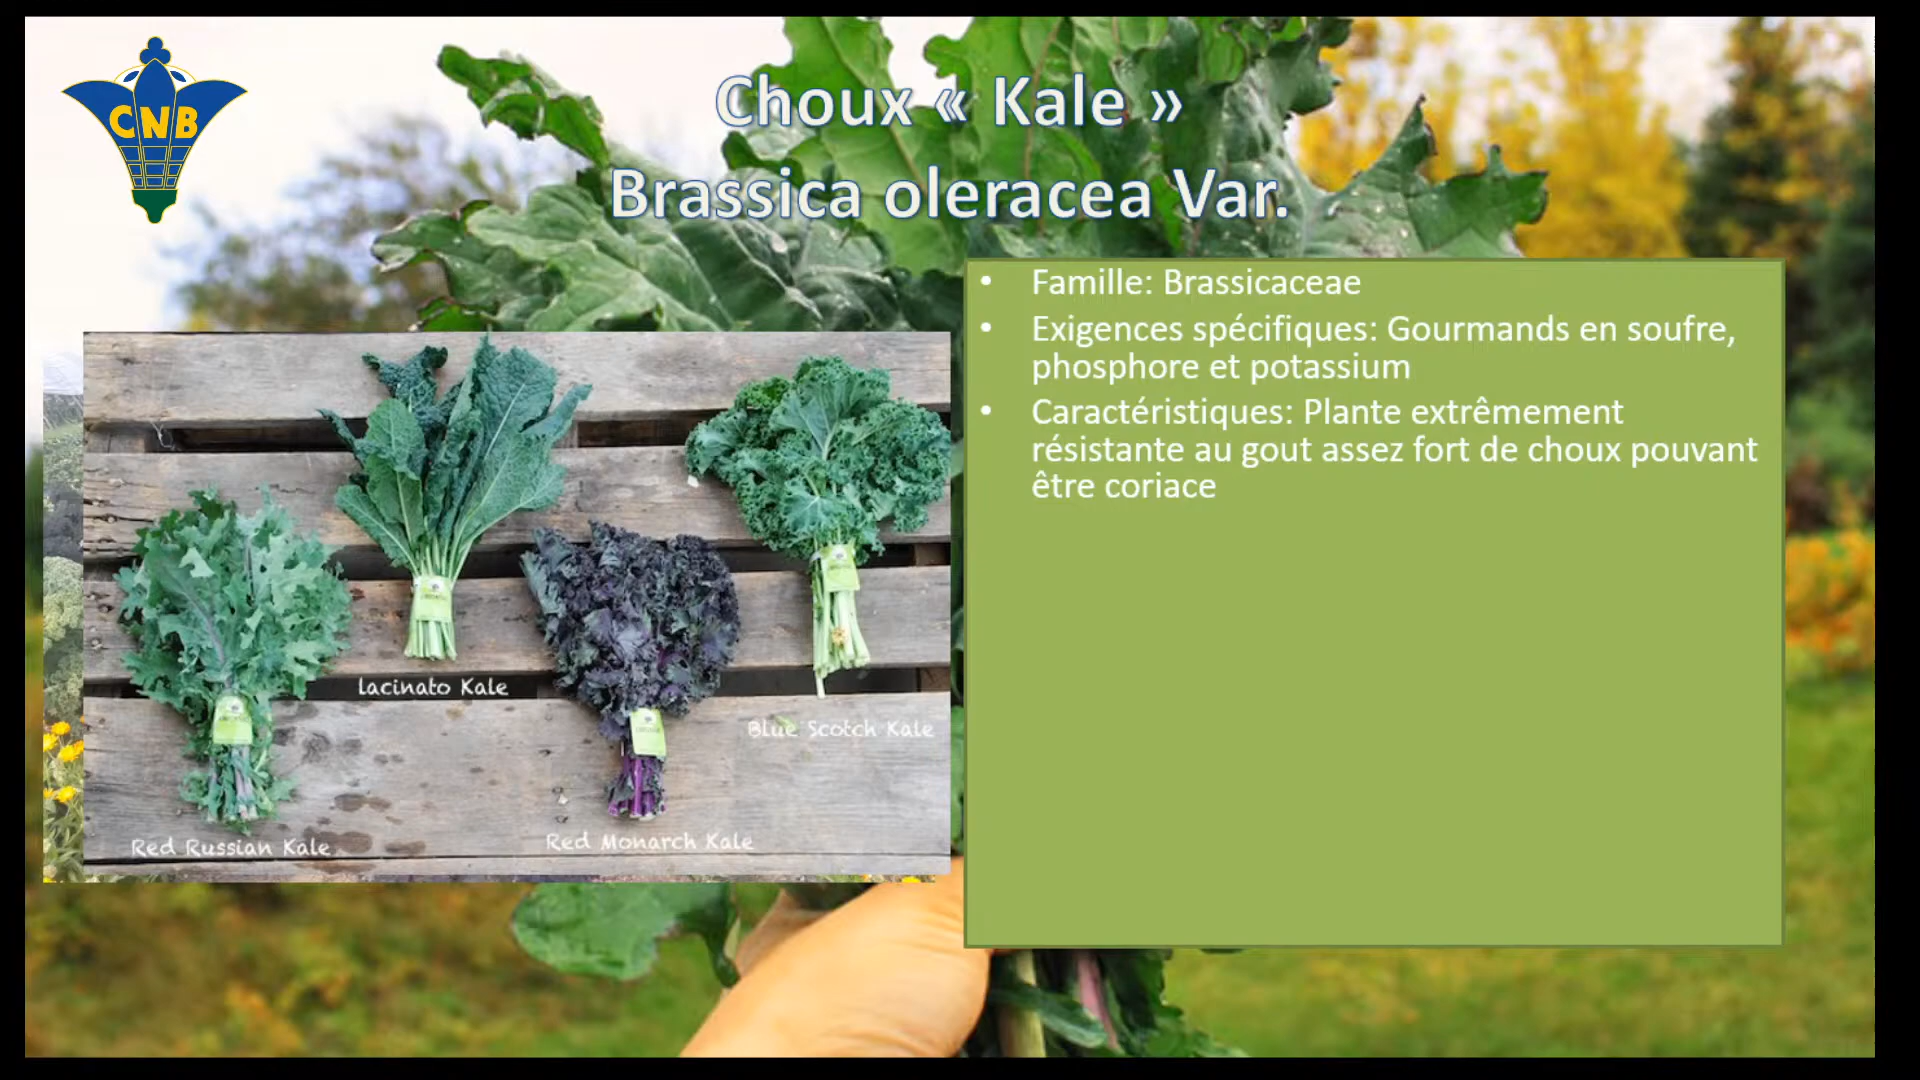 CNB
Choux « Kale »
Brassica oleracea Var.
• Famille: Brassicaceae
• Exigences spécifiques: Gourmands en soufre,
phosphore et potassium
• Caractéristiques: Plante extrêmement
résistante au gout assez fort de choux pouvant
être coriace
lacinato Kale
Blue Scotch Kale
Red Russian Kale
Red Monarch Kale